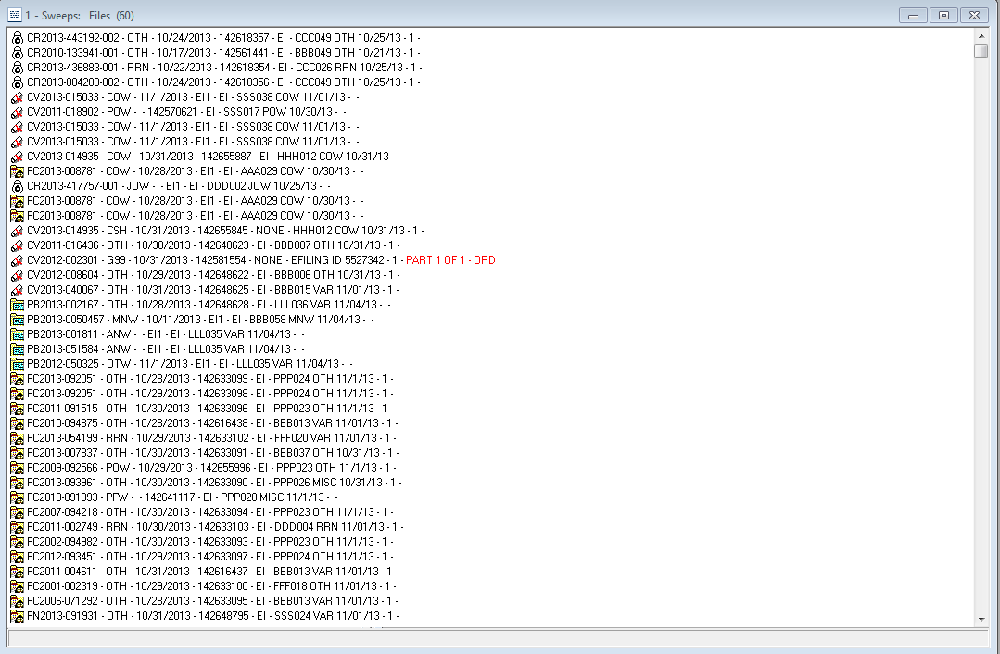 1 - Sweeps: Files (60)
CR2013-443192-002 - OTH - 10/24/2013 - 142618357 - EI - CCC049 OTH 10/25/13 - 1 -
CR2010-133941-001 - OTH - 10/17/2013 - 142561441 - EI - BBB049 OTH 10/21/13 - 1 -
CR2013-436883-001 - RRN - 10/22/2013 - 142618354 - EI - CCC026 RRN 10/25/13 - 1 -
CR2013-004289-002 - OTH - 10/24/2013 - 142618356 - EI - CCC049 OTH 10/25/13 - 1 -
CV2013-015033 - COW - 11/1/2013 - EI1 - EI - SSS038 COW 11/01/13 - -
CV2011-018902 - POW - - 142570621 - EI - SSS017 POW 10/30/13 - -
CV2013-015033 - COW - 11/1/2013 - EI1 - EI - SSS038 COW 11/01/13 - -
CV2013-015033 - COW - 11/1/2013 - EI1 - EI - SSS038 COW 11/01/13 - -
CV2013-014935 - COW - 10/31/2013 - 142655887 - EI - HHH012 COW 10/31/13 - -
FC2013-008781 - COW - 10/28/2013 - EI1 - EI - AAA029 COW 10/30/13 - -
CR2013-417757-001 - JUW - - EI1 - EI - DDD002 JUW 10/25/13 - -
FC2013-008781 - COW - 10/28/2013 - EI1 - EI - AAA029 COW 10/30/13 - -
FC2013-008781 - COW - 10/28/2013 - EI1 - EI - AAA029 COW 10/30/13 - -
CV2013-014935 - CSH - 10/31/2013 - 142655845 - NONE - HHH012 COW 10/31/13 - 1 -
CV2011-016436 - OTH - 10/30/2013 - 142648623 - EI - BBB007 OTH 10/31/13 - 1 -
CV2012-002301 - G99 - 10/31/2013 - 142581554 - NONE - EFILING ID 5527342 - 1 - PART 1 OF 1 - ORD
CV2012-008604 - OTH - 10/29/2013 - 142648622 - EI - BBB006 OTH 10/31/13 - 1 -
CV2013-040067 - OTH - 10/31/2013 - 142648625 - EI - BBB015 VAR 11/01/13 - 1 -
PB2013-002167 - OTH - 10/28/2013 - 142648628 - EI - LLL036 VAR 11/04/13 - -
PB2013-0050457 - MNW - 10/11/2013 - EI1 - EI - BBB058 MNW 11/04/13 - -
PB2013-001811 - ANW - - EI1 - EI - LLL035 VAR 11/04/13 - -
PB2013-051584 - ANW - - EI1 - EI - LLL035 VAR 11/04/13 - -
PB2012-050325 - OTW - 11/1/2013 - EI1 - EI - LLL035 VAR 11/04/13 - -
FC2013-092051 - OTH - 10/28/2013 - 142633099 - EI - PPP024 OTH 11/1/13 - 1 -
FC2013-092051 - OTH - 10/29/2013 - 142633098 - EI - PPP024 OTH 11/1/13 - 1 -
FC2011-091515 - OTH - 10/30/2013 - 142633096 - EI - PPP023 OTH 11/1/13 - 1 -
FC2010-094875 - OTH - 10/28/2013 - 142616438 - EI - BBB013 VAR 11/01/13 - 1 -
FC2013-054199 - RRN - 10/29/2013 - 142633102 - EI - FFF020 VAR 11/01/13 - 1 -
FC2013-007837 - OTH - 10/30/2013 - 142633091 - EI - BBB037 OTH 10/31/13 - 1 -
FC2009-092566 - POW - 10/29/2013 - 142655996 - EI - PPP023 OTH 11/1/13 - 1 -
FC2013-093961 - OTH - 10/30/2013 - 142633090 - EI - PPP026 MISC 10/31/13 - 1 -
FC2013-091993 - PFW - - 142641117 - EI - PPP028 MISC 11/1/13 - -
FC2007-094218 - OTH - 10/30/2013 - 142633094 - EI - PPP023 OTH 11/1/13 - 1 -
FC2011-002749 - RRN - 10/30/2013 - 142633103 - EI - DDD004 RRN 11/01/13 - 1 -
FC2002-094982 - OTH - 10/30/2013 - 142633093 - EI - PPP023 OTH 11/1/13 - 1 -
FC2012-093451 - OTH - 10/29/2013 - 142633097 - EI - PPP024 OTH 11/1/13 - 1 -
FC2011-004611 - OTH - 10/31/2013 - 142616437 - EI - BBB013 VAR 11/01/13 - 1 -
FC2001-002319 - OTH - 10/29/2013 - 142633100 - EI - FFF018 OTH 11/01/13 - 1 -
FC2006-071292 - OTH - 10/28/2013 - 142633095 - EI - BBB013 VAR 11/01/13 - 1 -
FN2013-091931 - OTH - 10/31/2013 - 142648795 - EI - SSS024 VAR 11/01/13 - 1 -